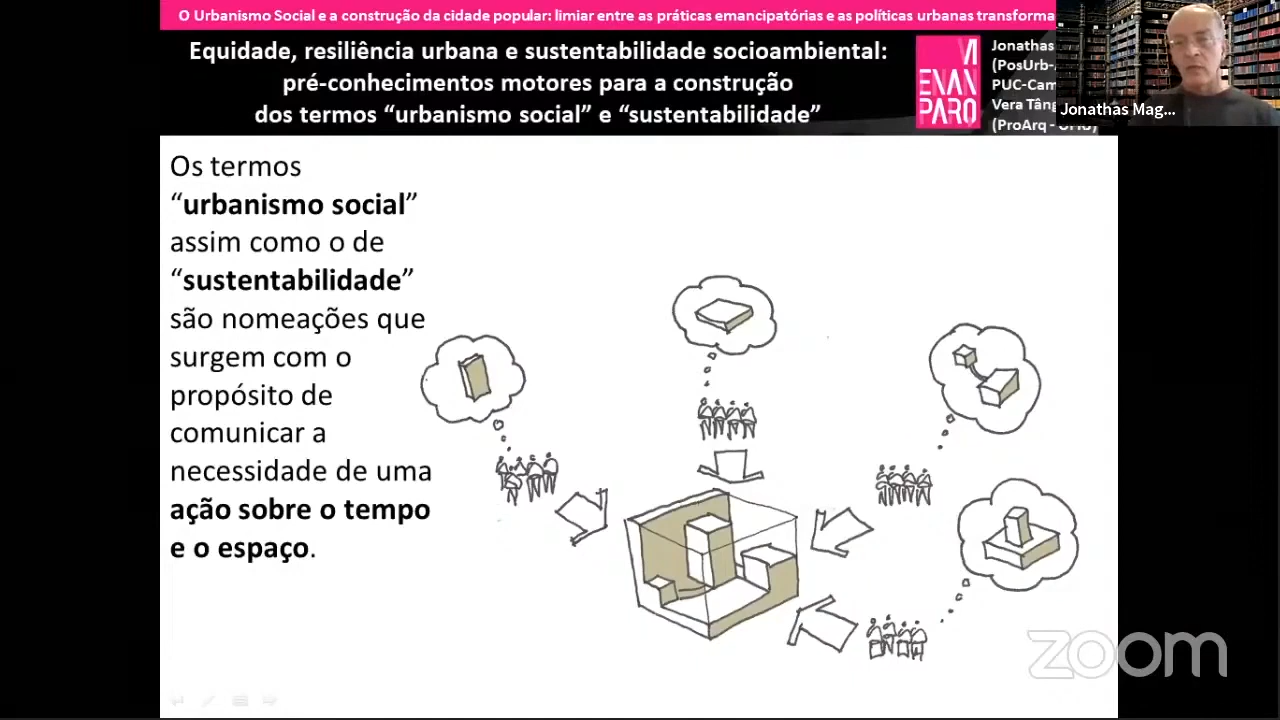 O Urbanismo Social e a construção da cidade popular: limiar entre as práticas emancipatórias e as políticas urbanas transforma
Equidade, resiliência urbana e sustentabilidade socioambiental:
pré-conhecimentos motores para a construção
dos termos “urbanismo social” e “sustentabilidade”
VI
ENAN
PARQ
Jonathas
(PosUrb-
PUC-Cam
Vera Tâng
(ProArq -
Jonathas Mag...
Os termos
“urbanismo social”
assim como o de
“sustentabilidade”
são nomeações que
surgem com o
propósito de
comunicar a
necessidade de uma
ação sobre o tempo
e o espaço.
zoom